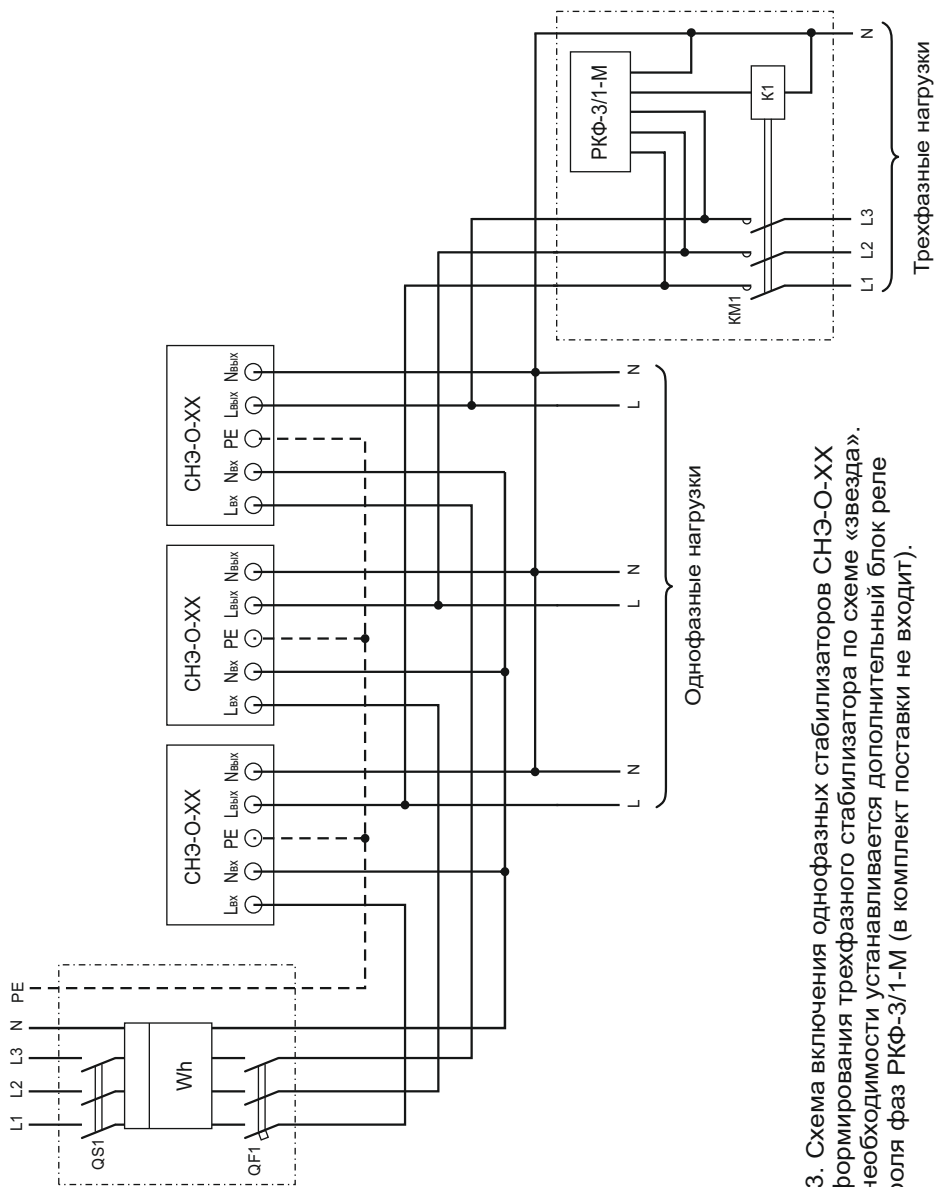 L1 L2 L3 N PE
QS1
Wh
QF1
СНЭ-О-ХХ
Lвх Nвх PE Lвых Nвых
СНЭ-О-ХХ
Lвх Nвх PE Lвых Nвых
СНЭ-О-ХХ
Lвх Nвх PE Lвых Nвых
L N
L N
L N
Однофазные нагрузки
РКФ-3/1-М
КМ1
К1
L1 L2 L3 N
Трехфазные нагрузки
3. Схема включения однофазных стабилизаторов СНЭ-О-ХХ
формирования трехфазного стабилизатора по схеме «звезда».
необходимости устанавливается дополнительный блок реле
роля фаз РКФ-3/1-М (в комплект поставки не входит).